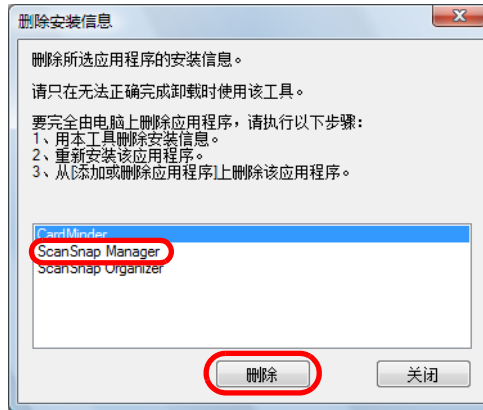 删除安装信息
删除所选应用程序的安装信息。
请只在无法正确完成卸载时使用该工具。
要完全由电脑上删除应用程序，请执行以下步骤：
1、用本工具删除安装信息。
2、重新安装该应用程序。
3、从[添加或删除应用程序]上删除该应用程序。
CardMinder
ScanSnap Manager
ScanSnap Organizer
删除
关闭